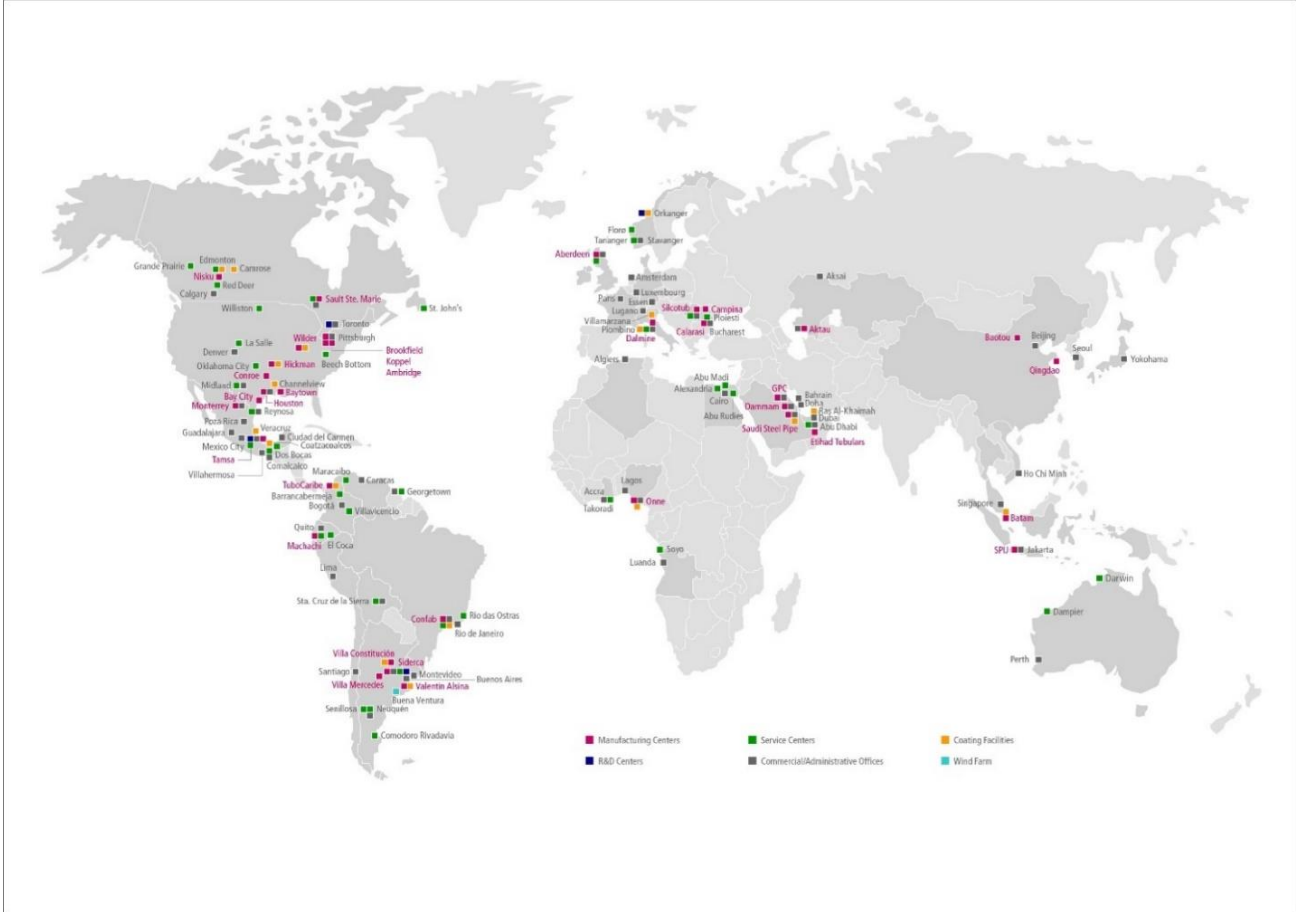 Orkanger
Floro
Tananger
Stavanger
Aberdeen
Edmonton
Grande Prairie
Camrose
Nisku
Red Deer
Calgary
Sault Ste. Marie
Williston
St. John's
Toronto
Wilder
Pittsburgh
La Salle
Denver
Brookfield
Koppel
Ambridge
Beech Bottom
Oklahoma City
Hickman
Conroe
Midland
Channelview
Bay City
Baytown
Houston
Monterrey
Reynosa
Poza Rica
Veracruz
Guadalajara
Ciudad del Carmen
Mexico City
Coatzacoalcos
Dos Bocas
Tamsa
Comalcalco
Villahermosa
Maracaibo
Caracas
TuboCaribe
Georgetown
Barrancabermeja
Bogotá
Villavicencio
Quito
Machachi
El Coca
Lima
Sta. Cruz de la Sierra
Confab
Rio das Ostras
Rio de Janeiro
Villa Constitución
Siderca
Santiago
Montevideo
Buenos Aires
Villa Mercedes
Valentín Alsina
Buena Ventura
Senillosa
Neuquén
Comodoro Rivadavia
Amsterdam
Luxembourg
Paris
Essen
Lugano
Villamarzana
Piombino
Dalmine
Silcotub
Campina
Ploiesti
Calarasi
Bucharest
Algiers
Aksai
Aktau
Abu Madi
Alexandria
Cairo
Abu Rudies
GPC
Bahrain
Doha
Dammam
Ras Al-Khaimah
Dubai
Abu Dhabi
Saudi Steel Pipe
Etihad Tubulars
Accra
Takoradi
Lagos
Onne
Soyo
Luanda
Baotou
Beijing
Seoul
Yokohama
Qingdao
Ho Chi Minh
Singapore
Batam
SPU
Jakarta
Darwin
Dampier
Perth
Manufacturing Centers
Service Centers
Coating Facilities
R&D Centers
Commercial/Administrative Offices
Wind Farm